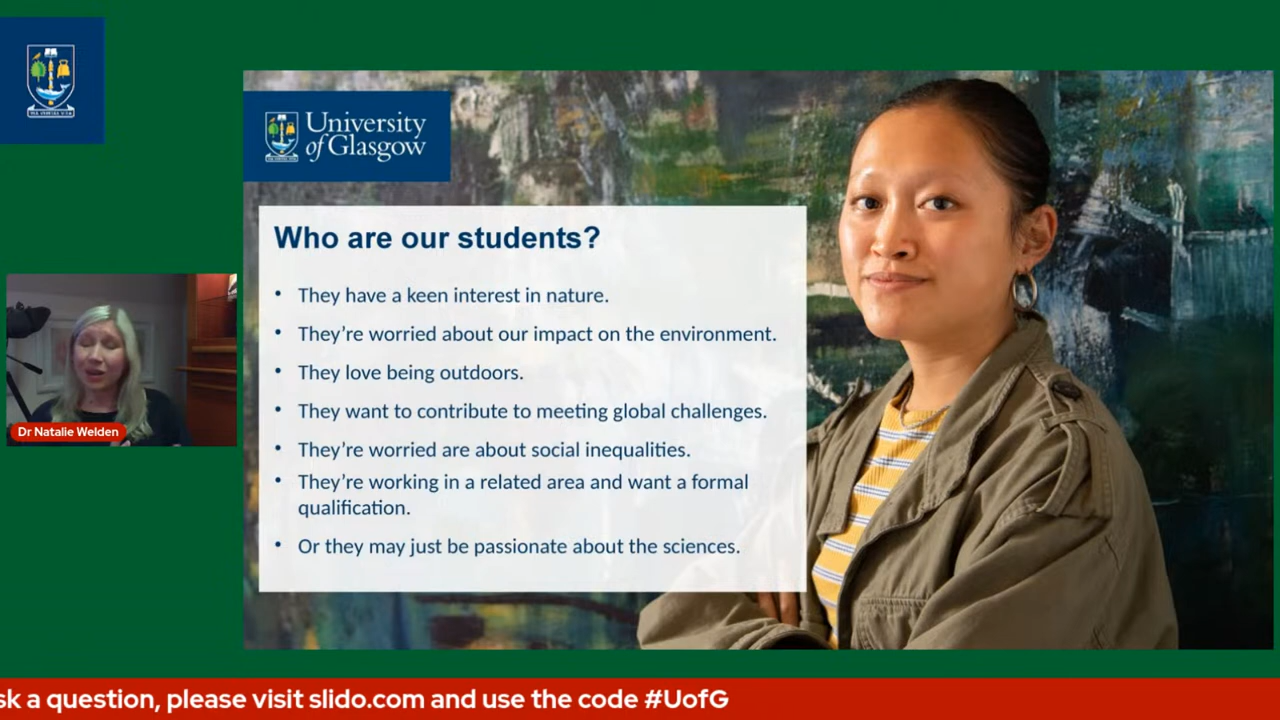 University
of Glasgow
Who are our students?
• They have a keen interest in nature.
• They’re worried about our impact on the environment.
• They love being outdoors.
• They want to contribute to meeting global challenges.
• They’re worried are about social inequalities.
• They’re working in a related area and want a formal
qualification.
• Or they may just be passionate about the sciences.
Dr Natalie Welden
sk a question, please visit slido.com and use the code #UofG